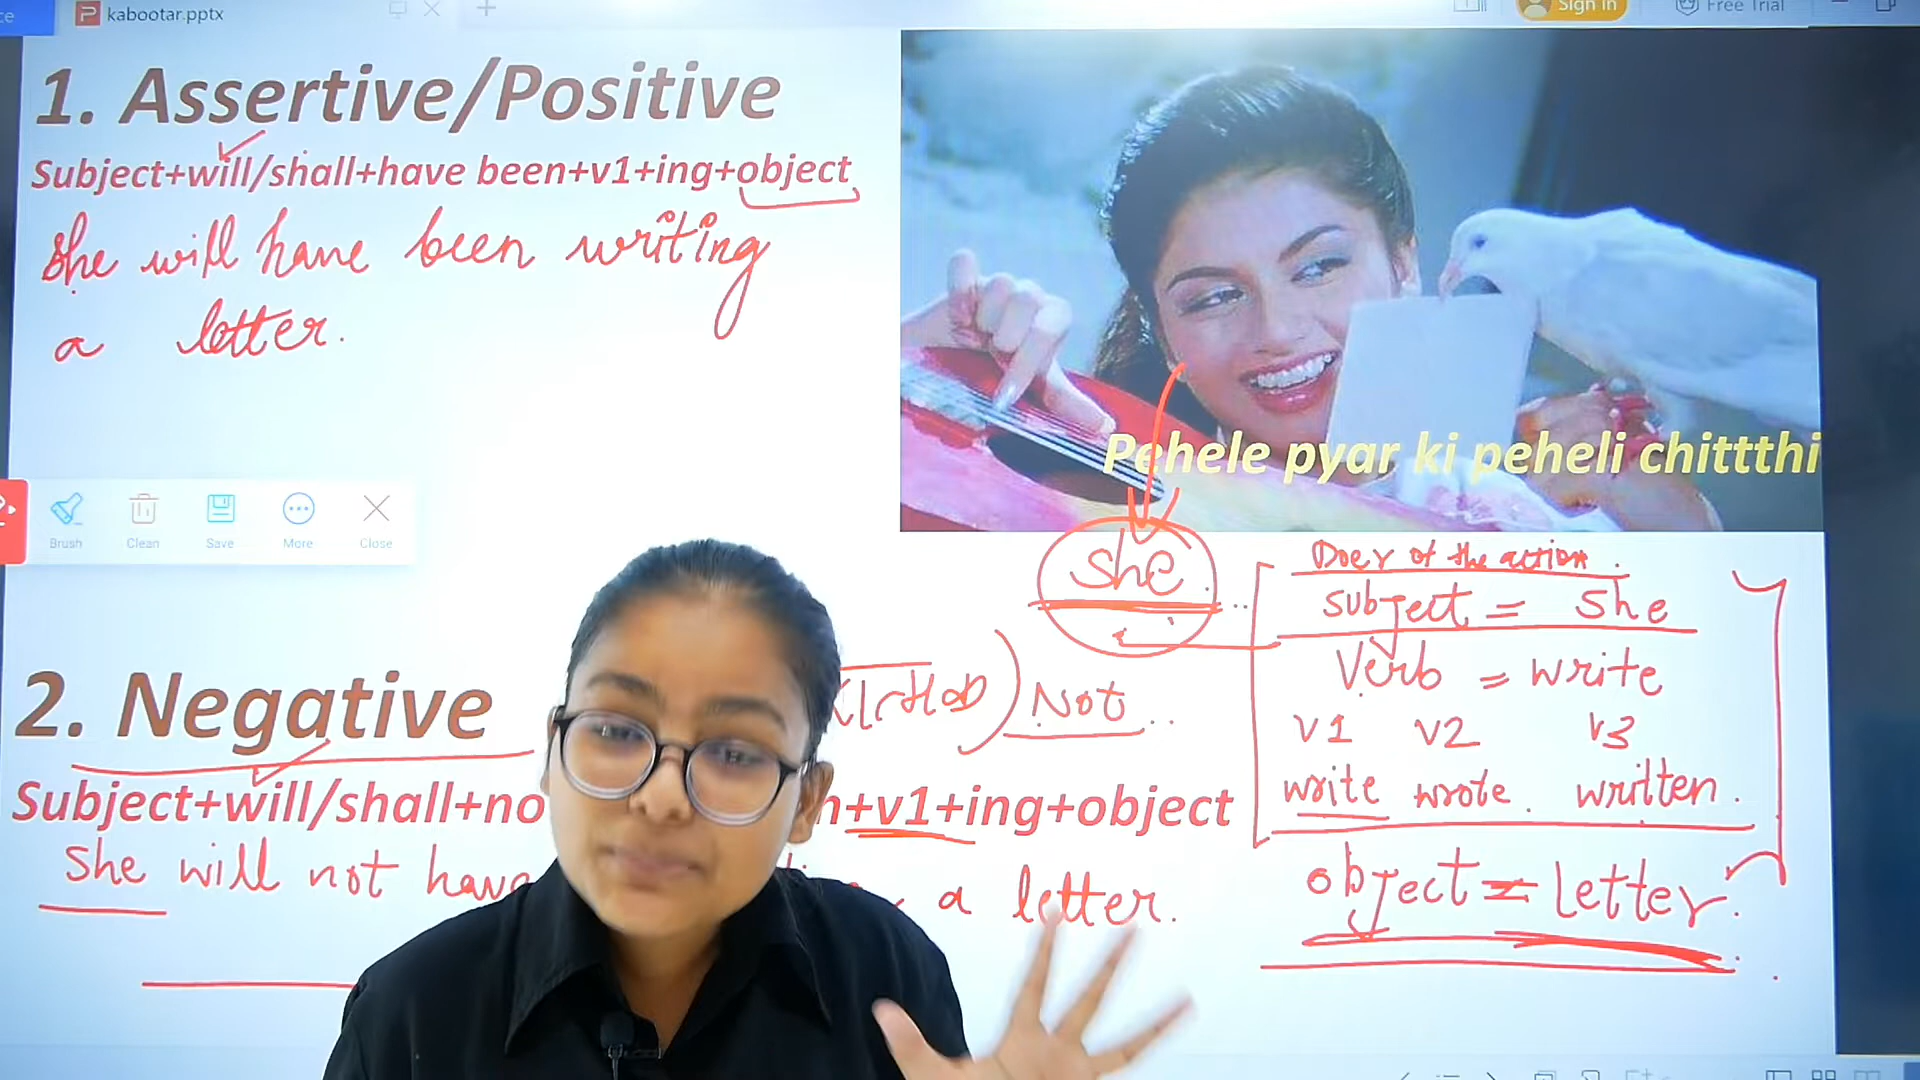 kabootar.pptx
Sign in
Free Trial
1. Assertive/Positive
Subject+will/shall+have been+v1+ing+object
She will have been writing
a letter.
Pehele pyar ki peheli chittthi
Brush Clean Save More Close
She
Doer of the action.
Subject = She
Verb = write
V1 V2 V3
write wrote. written.
object = letter.
2. Negative
Not..
Subject+will/shall+no
+v1+ing+object
She will not hav
a letter.